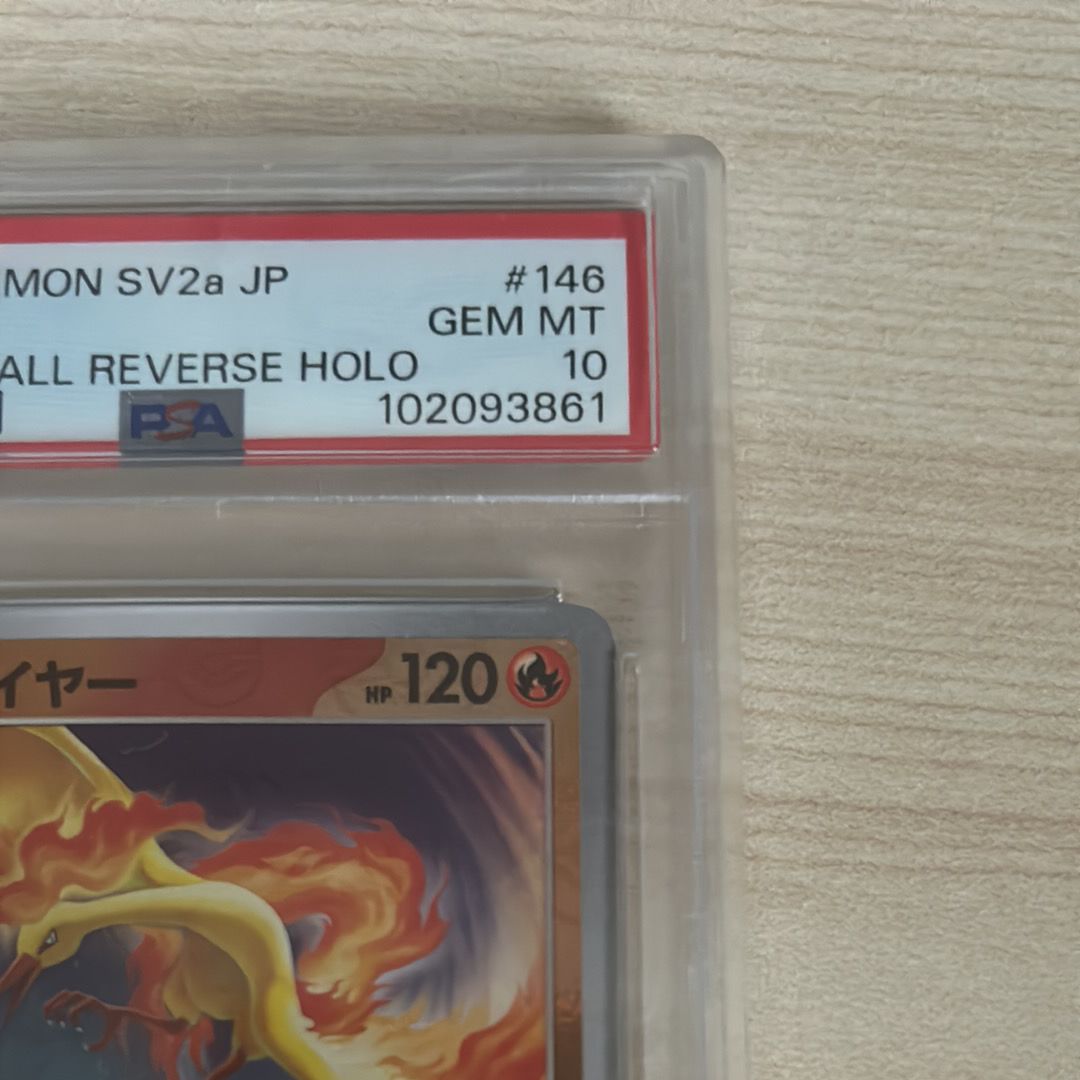 MON SV2a JP #146
GEM MT
ALL REVERSE HOLO 10
PSA 102093861
イヤー HP 120